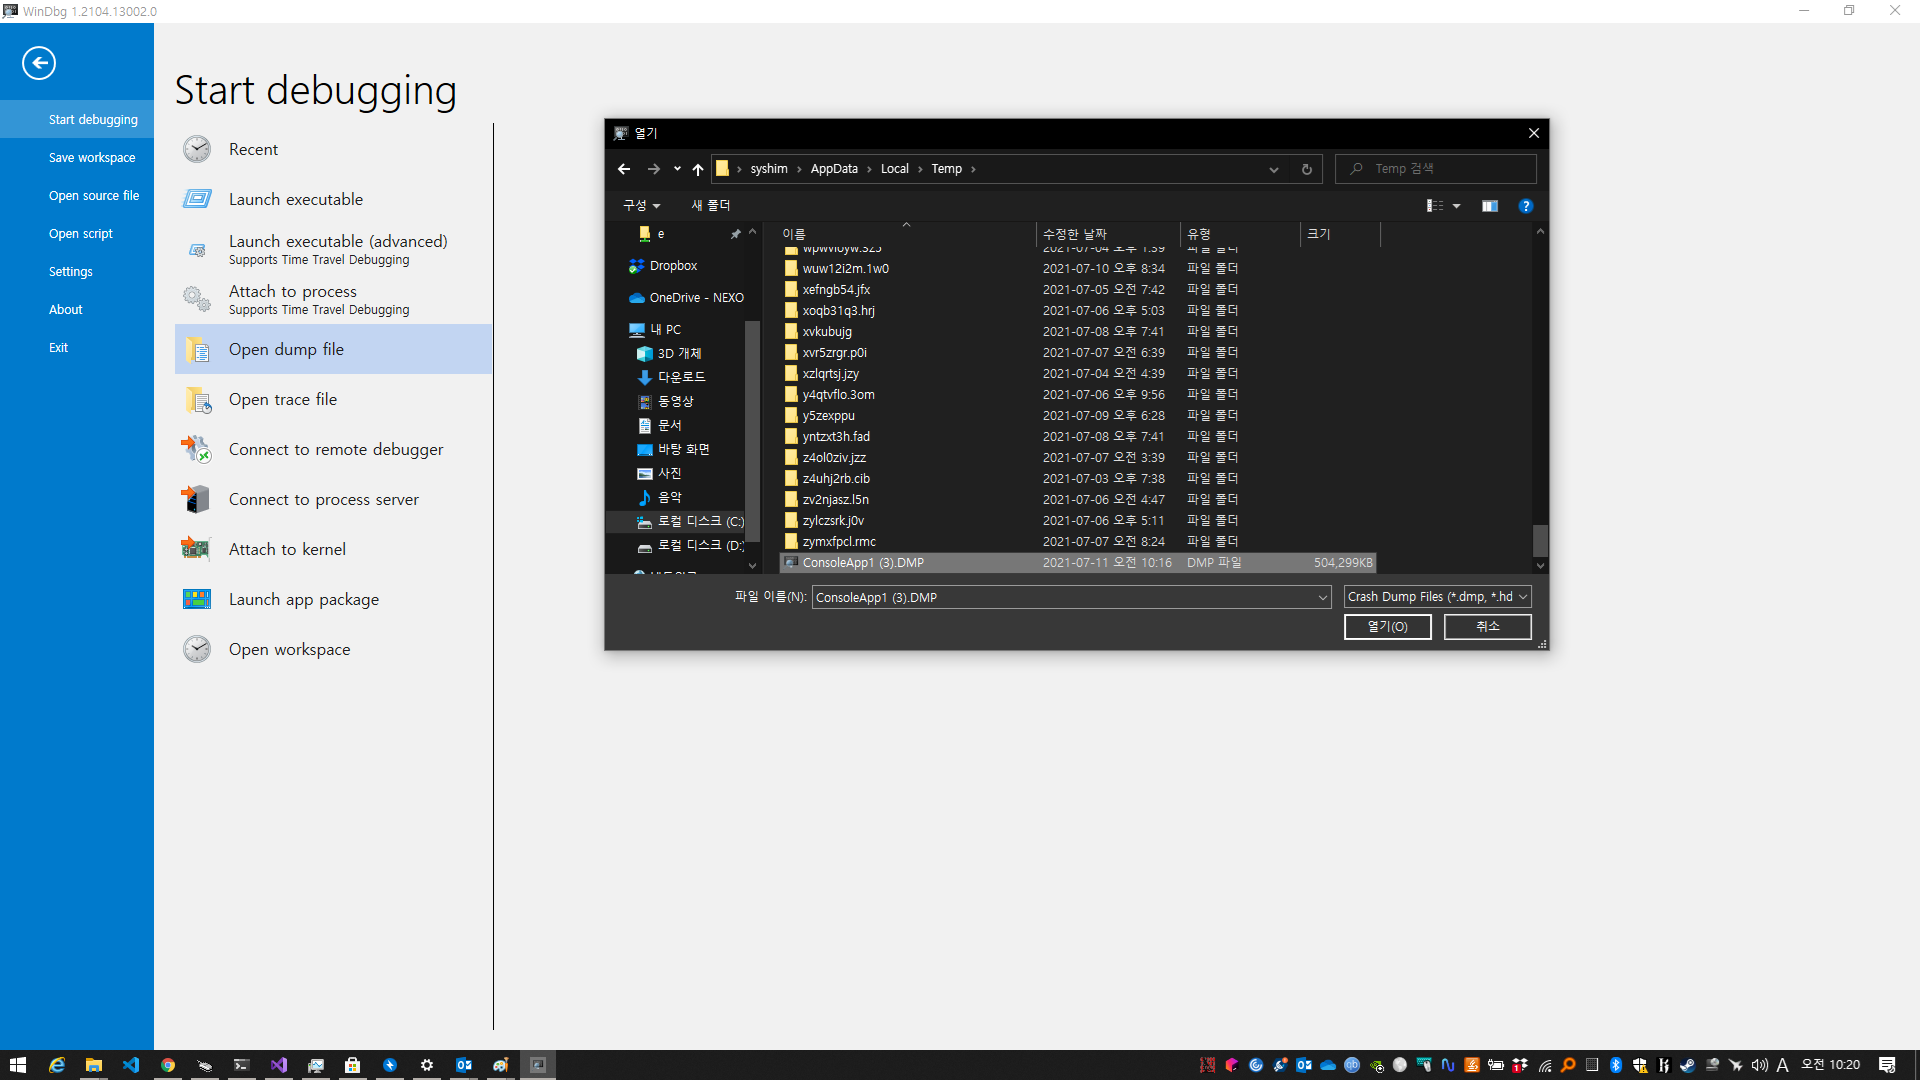 WinDbg 1.2104.13002.0
Start debugging
Save workspace
Open source file
Open script
Settings
About
Exit
Start debugging
Recent
Launch executable
Launch executable (advanced)
Supports Time Travel Debugging
Attach to process
Supports Time Travel Debugging
Open dump file
Open trace file
Connect to remote debugger
Connect to process server
Attach to kernel
Launch app package
Open workspace
열기
syshim › AppData › Local › Temp ›
Temp 검색
구성
새 폴더
e
Dropbox
OneDrive - NEXO
내 PC
3D 개체
다운로드
동영상
문서
바탕 화면
사진
음악
로컬 디스크 (C:)
로컬 디스크 (D:)
이름 수정한 날짜 유형 크기
2021-07-04 오후 1:39 파일 폴더
wuw12i2m.1w0 2021-07-10 오후 8:34 파일 폴더
xefngb54.jfx 2021-07-05 오전 7:42 파일 폴더
xoqb31q3.hrj 2021-07-06 오후 5:03 파일 폴더
xvkubujg 2021-07-08 오후 7:41 파일 폴더
xvr5zrgr.p0i 2021-07-07 오전 6:39 파일 폴더
xzlqrtsj.jzy 2021-07-04 오전 4:39 파일 폴더
y4qtvflo.3om 2021-07-06 오후 9:56 파일 폴더
y5zexppu 2021-07-09 오후 6:28 파일 폴더
yntzxt3h.fad 2021-07-08 오후 7:41 파일 폴더
z4ol0ziv.jzz 2021-07-07 오전 3:39 파일 폴더
z4uhj2rb.cib 2021-07-03 오후 7:38 파일 폴더
zv2njasz.l5n 2021-07-06 오전 4:47 파일 폴더
zylczsrk.j0v 2021-07-06 오후 5:11 파일 폴더
zymxfpcl.rmc 2021-07-07 오전 8:24 파일 폴더
ConsoleApp1 (3).DMP 2021-07-11 오전 10:16 DMP 파일 504,299KB
파일 이름(N): ConsoleApp1 (3).DMP
Crash Dump Files (*.dmp, *.hd
열기(O)
취소
A 오전 10:20